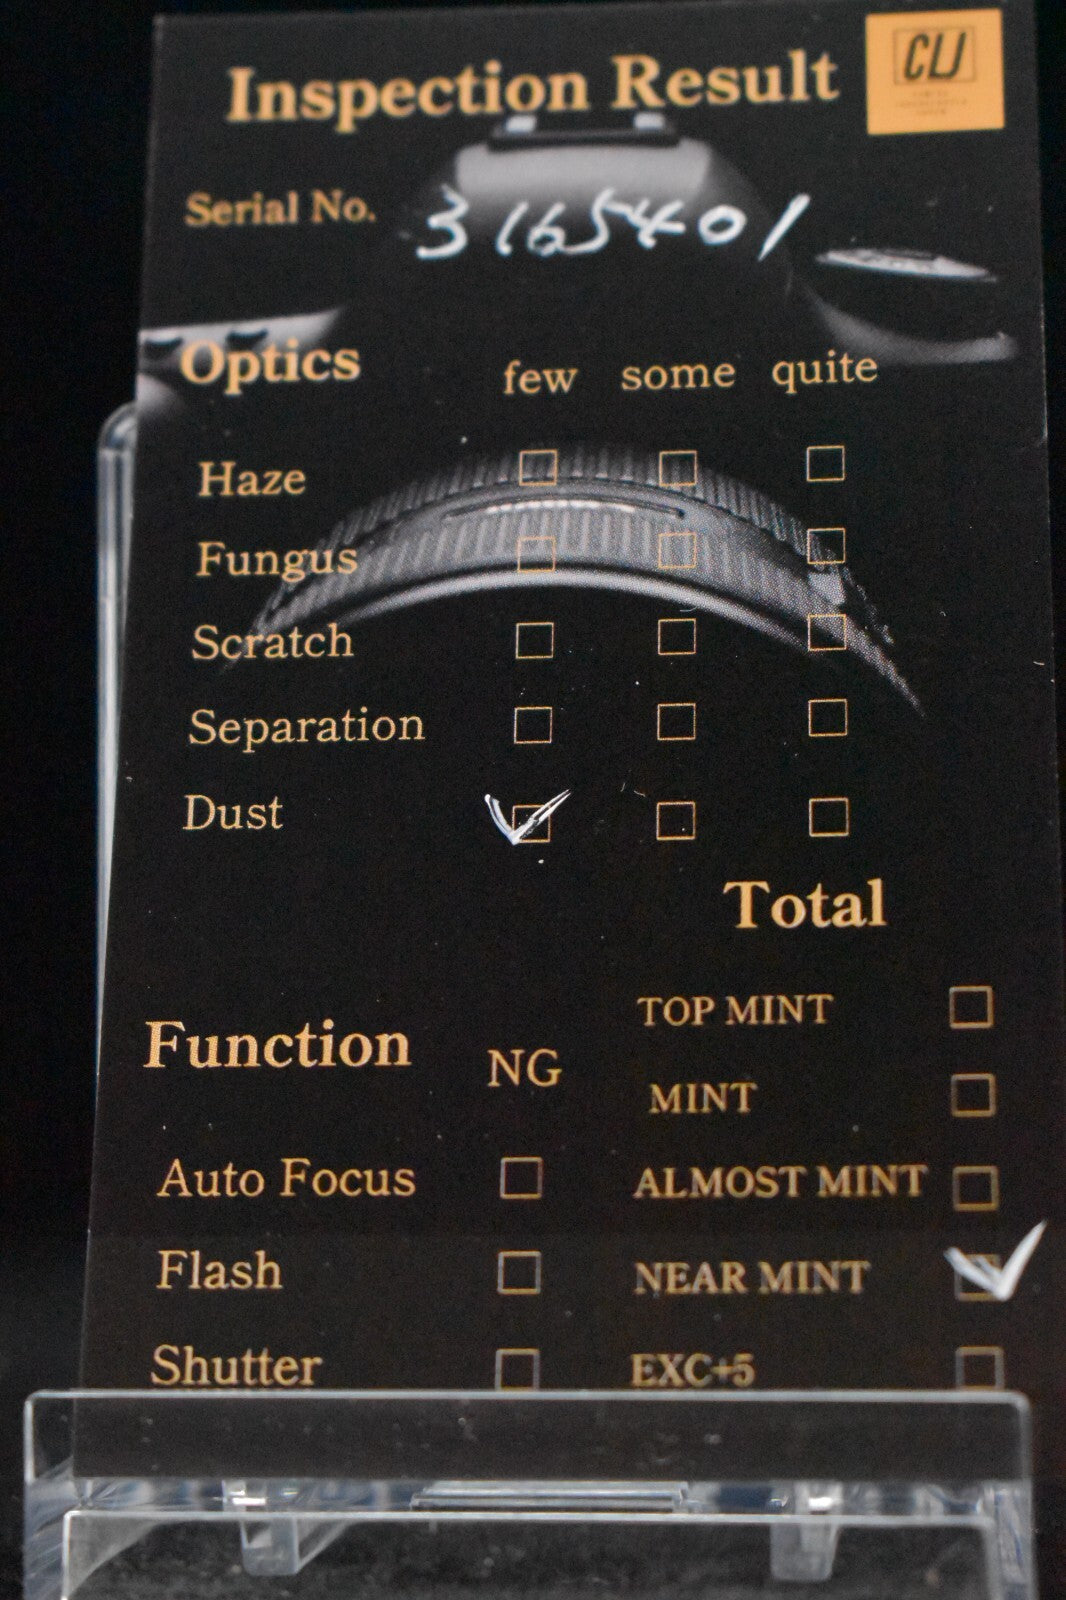 Inspection Result
CLJ
Serial No. 3165401
Optics few some quite
Haze
Fungus
Scratch
Separation
Dust
Total
TOP MINT
Function NG
MINT
Auto Focus
ALMOST MINT
Flash
NEAR MINT
Shutter
EXC+5